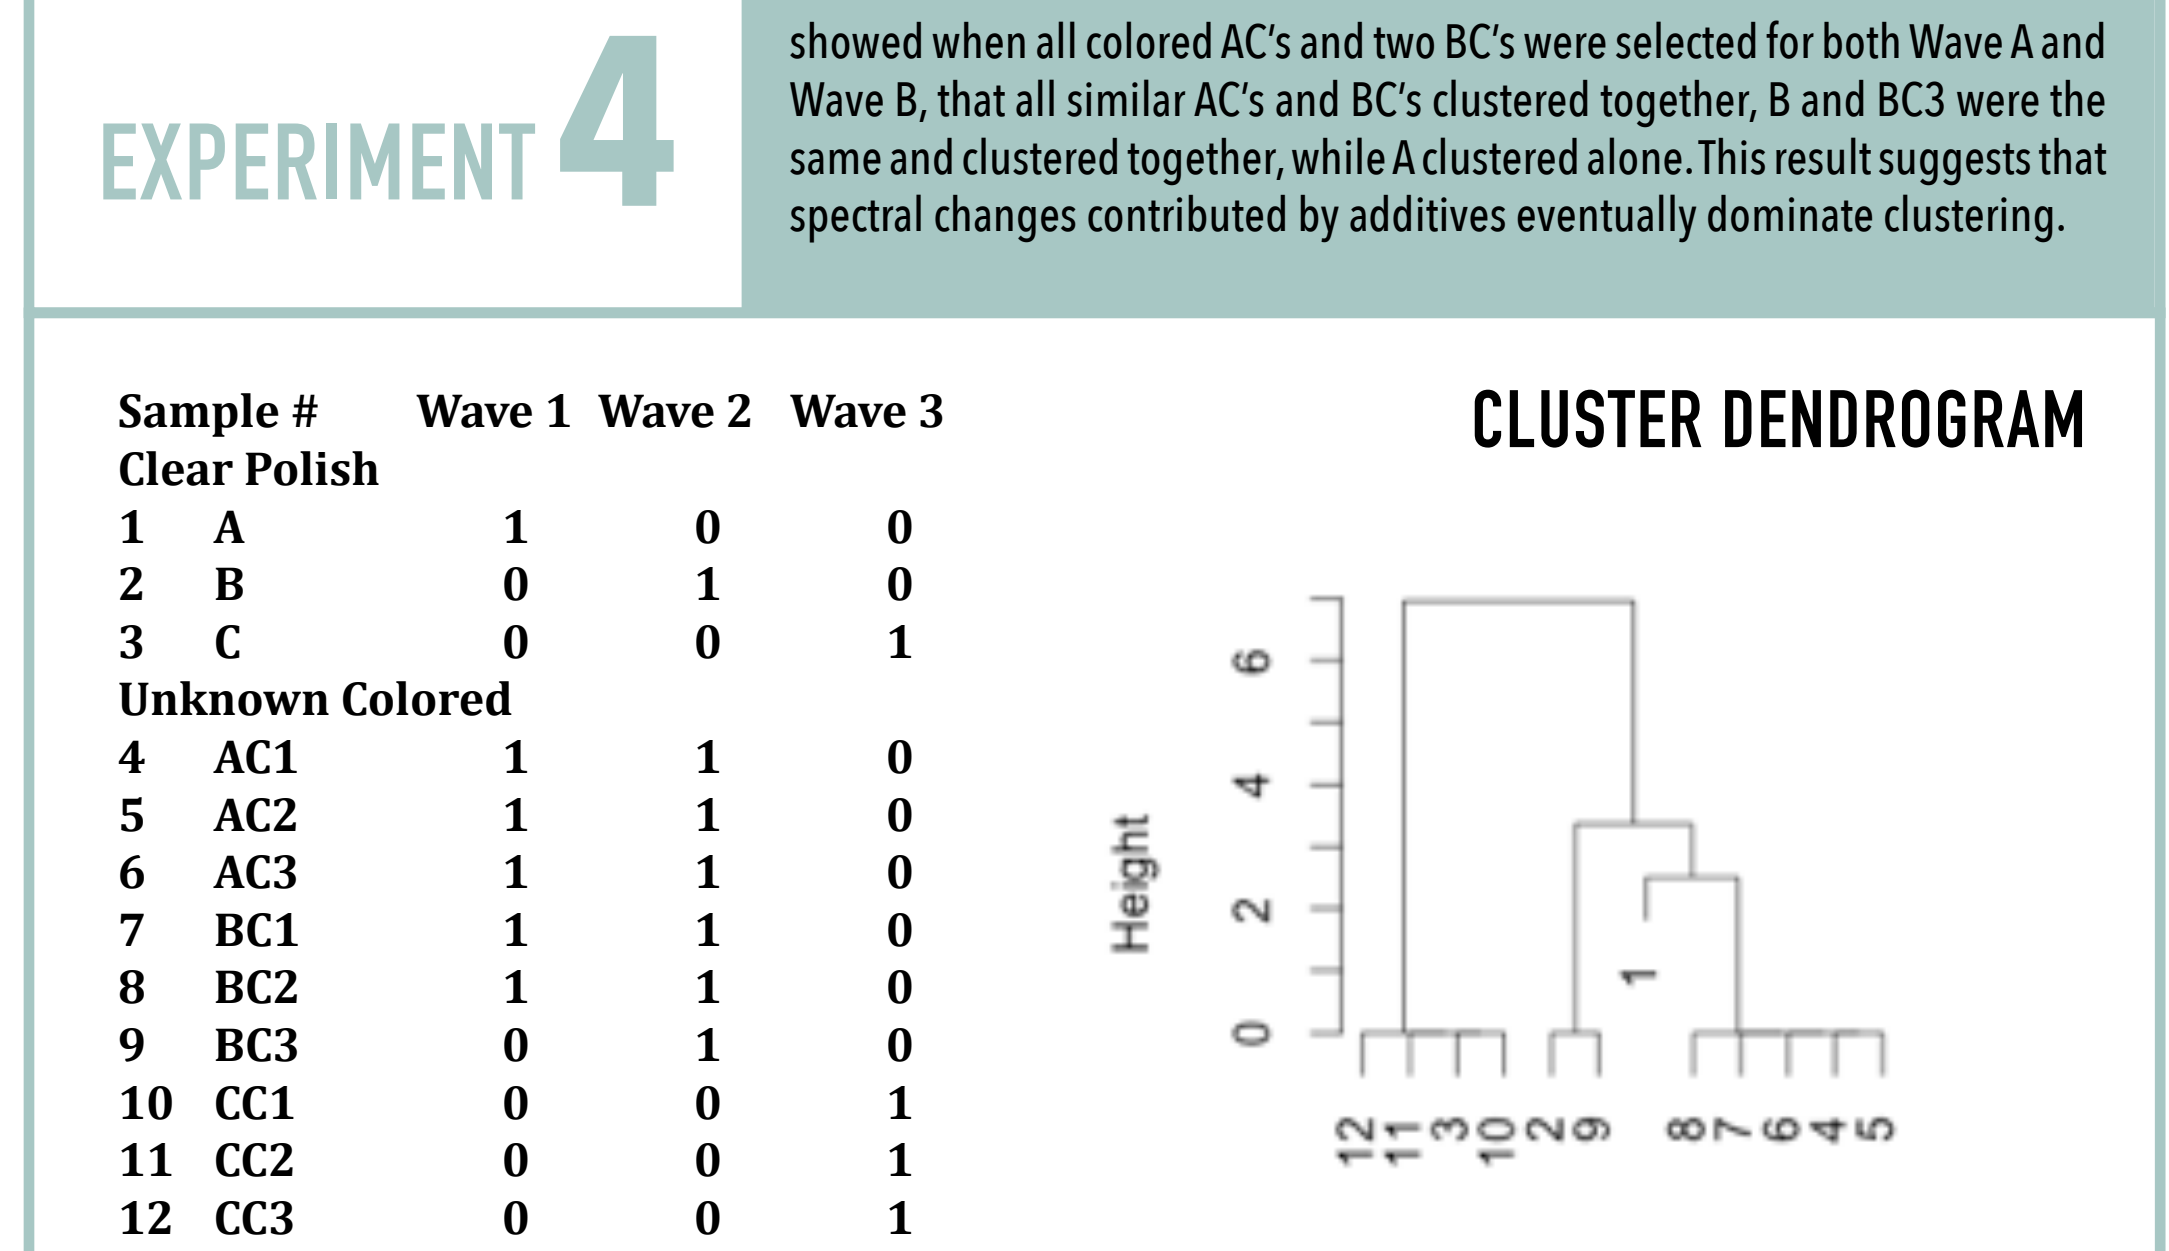 EXPERIMENT 4
showed when all colored AC’s and two BC’s were selected for both Wave A and
Wave B, that all similar AC’s and BC’s clustered together, B and BC3 were the
same and clustered together, while A clustered alone. This result suggests that
spectral changes contributed by additives eventually dominate clustering.
Sample # Wave 1 Wave 2 Wave 3
Clear Polish
1 A 1 0 0
2 B 0 1 0
3 C 0 0 1
Unknown Colored
4 AC1 1 1 0
5 AC2 1 1 0
6 AC3 1 1 0
7 BC1 1 1 0
8 BC2 1 1 0
9 BC3 0 1 0
10 CC1 0 0 1
11 CC2 0 0 1
12 CC3 0 0 1
CLUSTER DENDROGRAM
Height
6
4
2
0
1
12 11 3 10 2 9 8 7 6 4 5